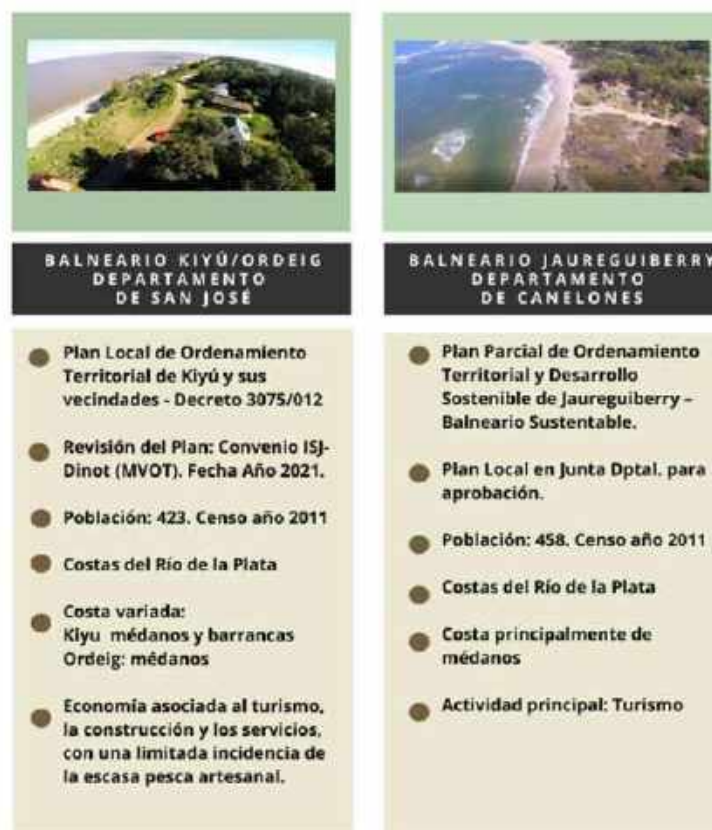 BALNEARIO KIYÚ/ORDEIG
DEPARTAMENTO
DE SAN JOSÉ
Plan Local de Ordenamiento
Territorial de Kiyú y sus
vecindades - Decreto 3075/012
Revisión del Plan: Convenio ISJ-
Dinot (MVOT). Fecha Año 2021.
Población: 423. Censo año 2011
Costas del Río de la Plata
Costa variada:
Kiyu médanos y barrancas
Ordeig: médanos
Economía asociada al turismo,
la construcción y los servicios,
con una limitada incidencia de
la escasa pesca artesanal.
BALNEARIO JAUREGUIBERRY
DEPARTAMENTO
DE CANELONES
Plan Parcial de Ordenamiento
Territorial y Desarrollo
Sostenible de Jaureguiberry –
Balneario Sustentable.
Plan Local en Junta Dptal. para
aprobación.
Población: 458. Censo año 2011
Costas del Río de la Plata
Costa principalmente de
médanos
Actividad principal: Turismo